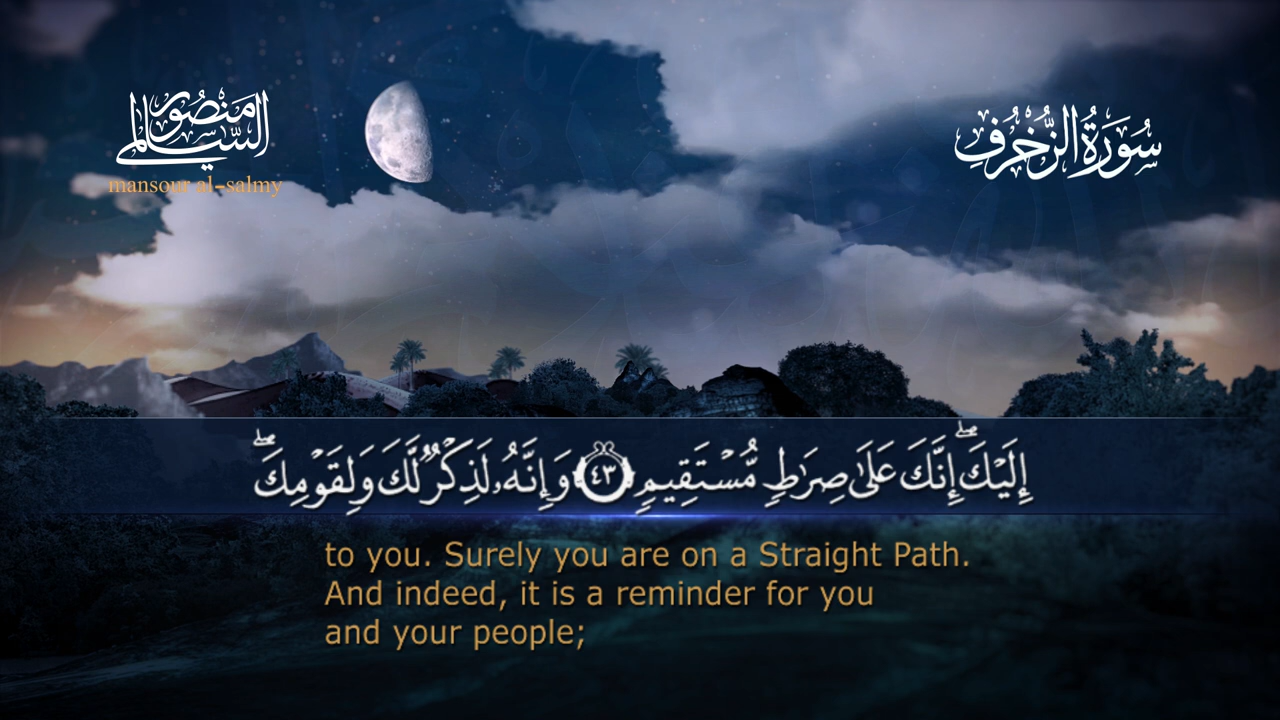 منصور
السالمي
mansour al-salmy
سُورَةُ الزُّخْرُفِ
إِلَيْكَ ۖ إِنَّكَ عَلَىٰ صِرَٰطٍ مُّسْتَقِيمٍ ٤٣ وَإِنَّهُۥ لَذِكْرٌ لَّكَ وَلِقَوْمِكَ ۖ
to you. Surely you are on a Straight Path.
And indeed, it is a reminder for you
and your people;